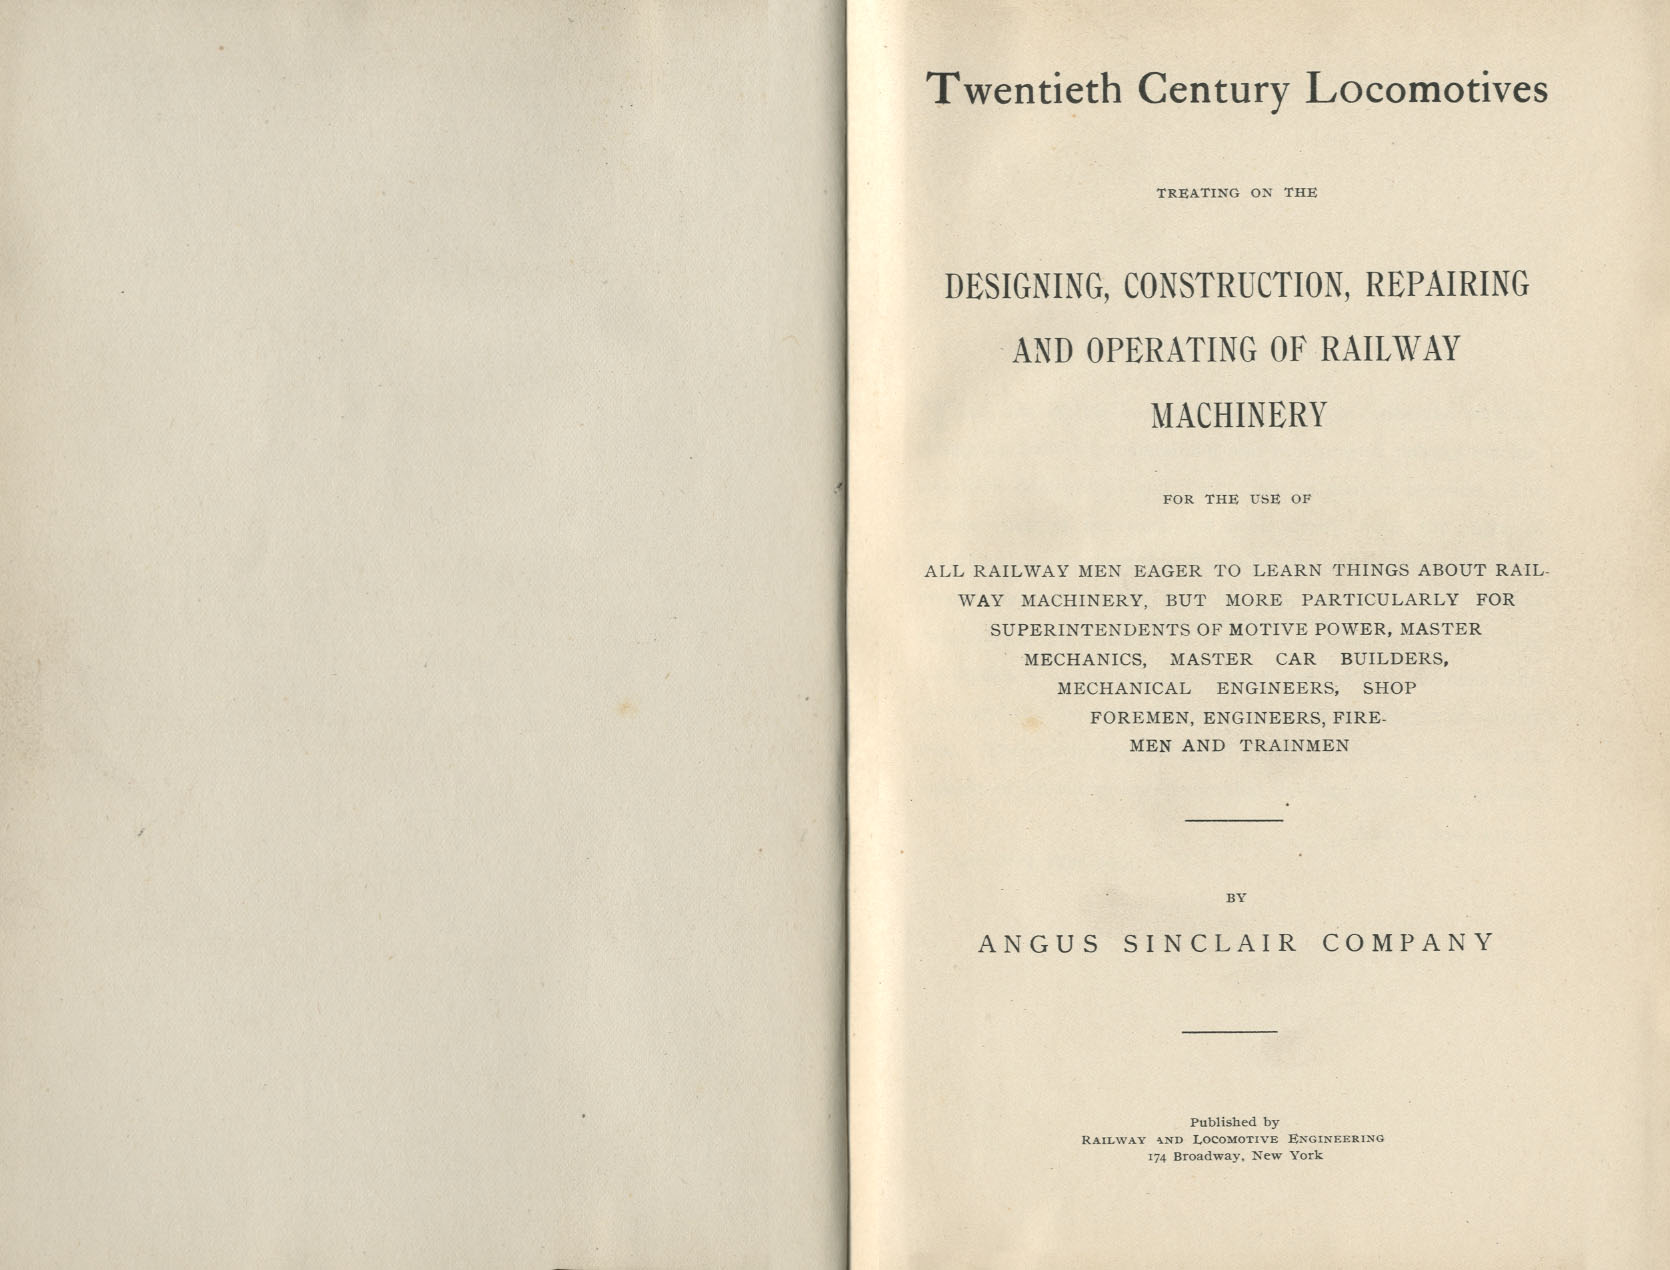 Twentieth Century Locomotives
TREATING ON THE
DESIGNING, CONSTRUCTION, REPAIRING
AND OPERATING OF RAILWAY
MACHINERY
FOR THE USE OF
ALL RAILWAY MEN EAGER TO LEARN THINGS ABOUT RAIL-
WAY MACHINERY, BUT MORE PARTICULARLY FOR
SUPERINTENDENTS OF MOTIVE POWER, MASTER
MECHANICS, MASTER CAR BUILDERS,
MECHANICAL ENGINEERS, SHOP
FOREMEN, ENGINEERS, FIRE-
MEN AND TRAINMEN
BY
ANGUS SINCLAIR COMPANY
Published by
RAILWAY AND LOCOMOTIVE ENGINEERING
174 Broadway, New York